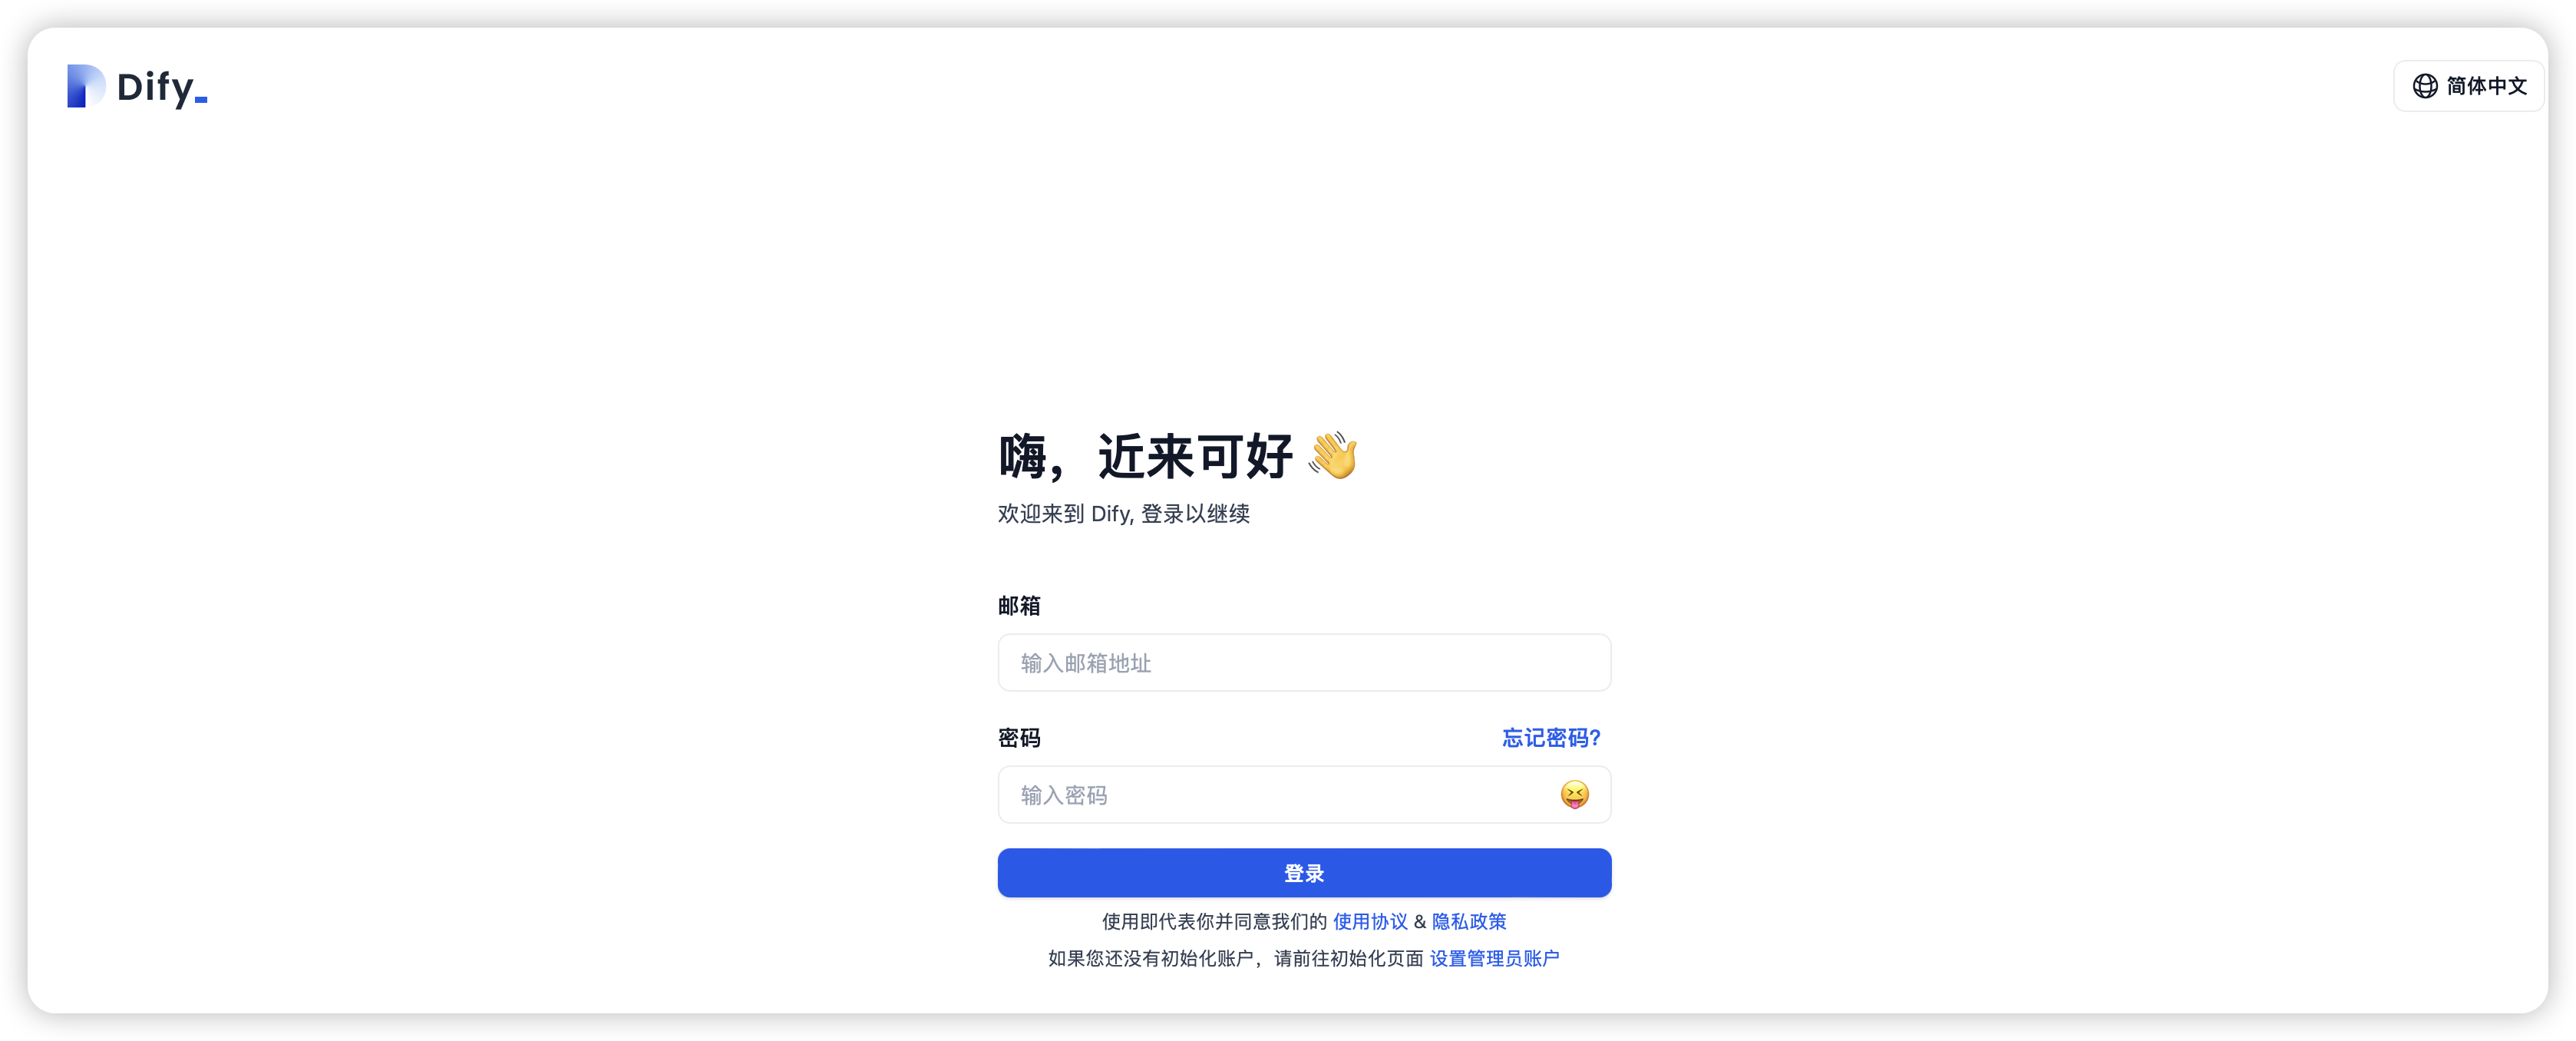 Dify_
简体中文
嗨，近来可好 👋
欢迎来到 Dify, 登录以继续
邮箱
输入邮箱地址
密码 忘记密码?
输入密码 😝
登录
使用即代表你并同意我们的 使用协议 & 隐私政策
如果您还没有初始化账户，请前往初始化页面 设置管理员账户